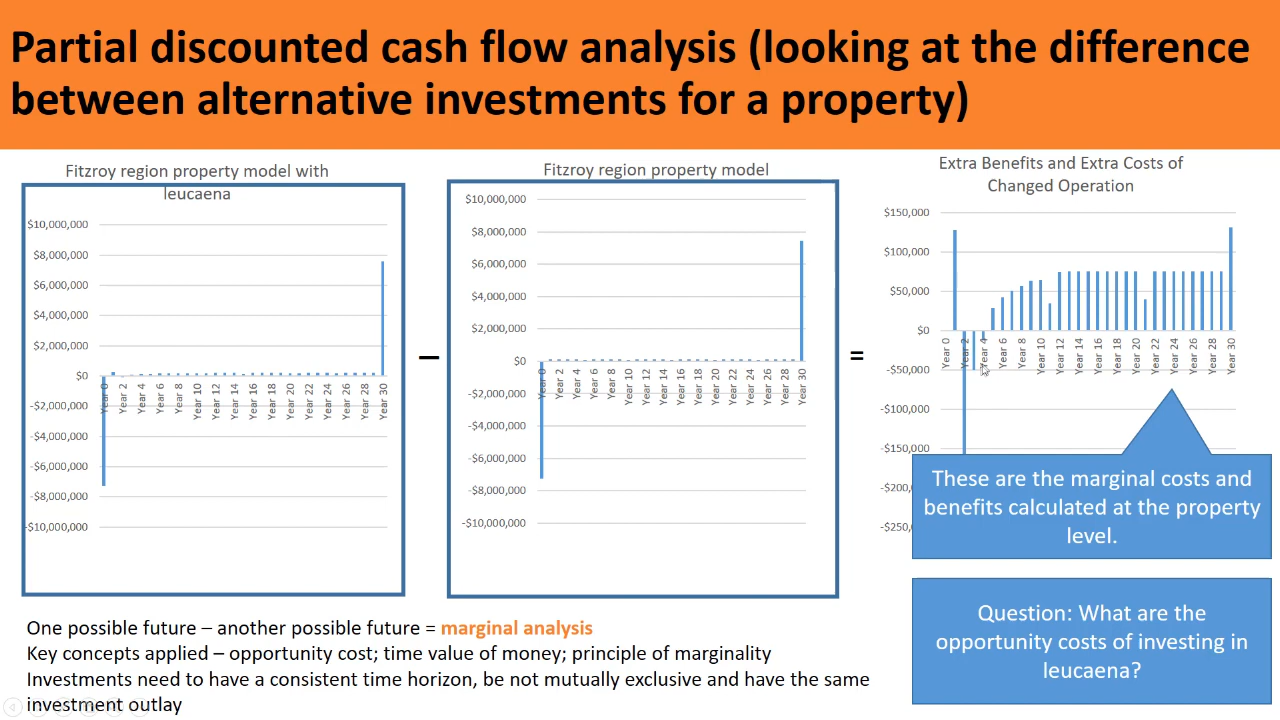 Partial discounted cash flow analysis (looking at the difference
between alternative investments for a property)
Fitzroy region property model with
leucaena
$10,000,000
$8,000,000
$6,000,000
$4,000,000
$2,000,000
$0
-$2,000,000
-$4,000,000
-$6,000,000
-$8,000,000
-$10,000,000
Year 0
Year 2
Year 4
Year 6
Year 8
Year 10
Year 12
Year 14
Year 16
Year 18
Year 20
Year 22
Year 24
Year 26
Year 28
Year 30
–
Fitzroy region property model
$10,000,000
$8,000,000
$6,000,000
$4,000,000
$2,000,000
$0
-$2,000,000
-$4,000,000
-$6,000,000
-$8,000,000
-$10,000,000
Year 0
Year 2
Year 4
Year 6
Year 8
Year 10
Year 12
Year 14
Year 16
Year 18
Year 20
Year 22
Year 24
Year 26
Year 28
Year 30
=
Extra Benefits and Extra Costs of
Changed Operation
$150,000
$100,000
$50,000
$0
-$50,000
-$100,000
-$150,000
-$200,
-$250,
Year 0
Year 2
Year 4
Year 6
Year 8
Year 10
Year 12
Year 14
Year 16
Year 18
Year 20
Year 22
Year 24
Year 26
Year 28
Year 30
These are the marginal costs and
benefits calculated at the property
level.
Question: What are the
opportunity costs of investing in
leucaena?
One possible future – another possible future = marginal analysis
Key concepts applied – opportunity cost; time value of money; principle of marginality
Investments need to have a consistent time horizon, be not mutually exclusive and have the same
investment outlay